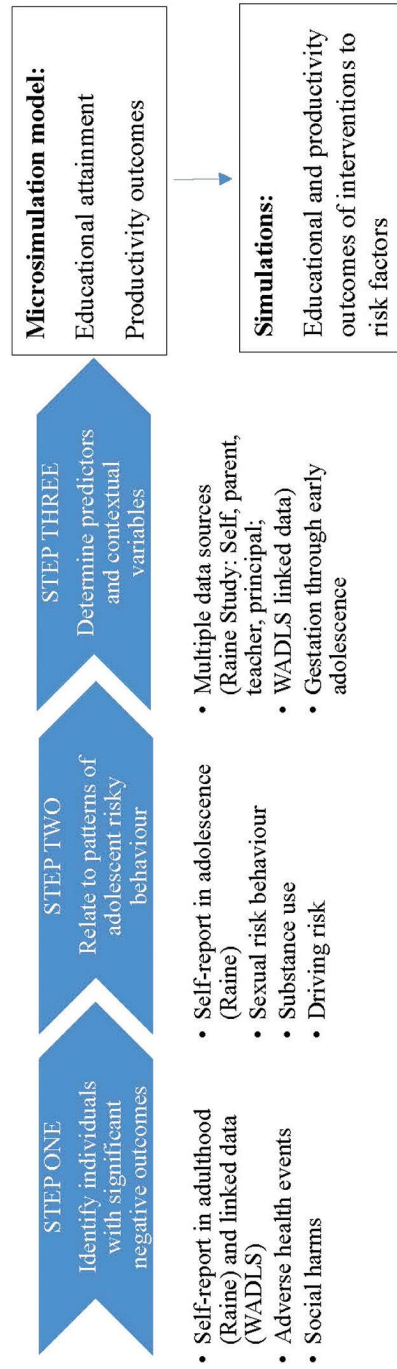 STEP ONE
Identify individuals
with significant
negative outcomes
• Self-report in adulthood
(Raine) and linked data
(WADLS)
• Adverse health events
• Social harms
STEP TWO
Relate to patterns of
adolescent risky
behaviour
• Self-report in adolescence
(Raine)
• Sexual risk behaviour
• Substance use
• Driving risk
STEP THREE
Determine predictors
and contextual
variables
• Multiple data sources
(Raine Study: Self, parent,
teacher, principal;
• WADLS linked data)
• Gestation through early
adolescence
Microsimulation model:
Educational attainment
Productivity outcomes
Simulations:
Educational and productivity
outcomes of interventions to
risk factors